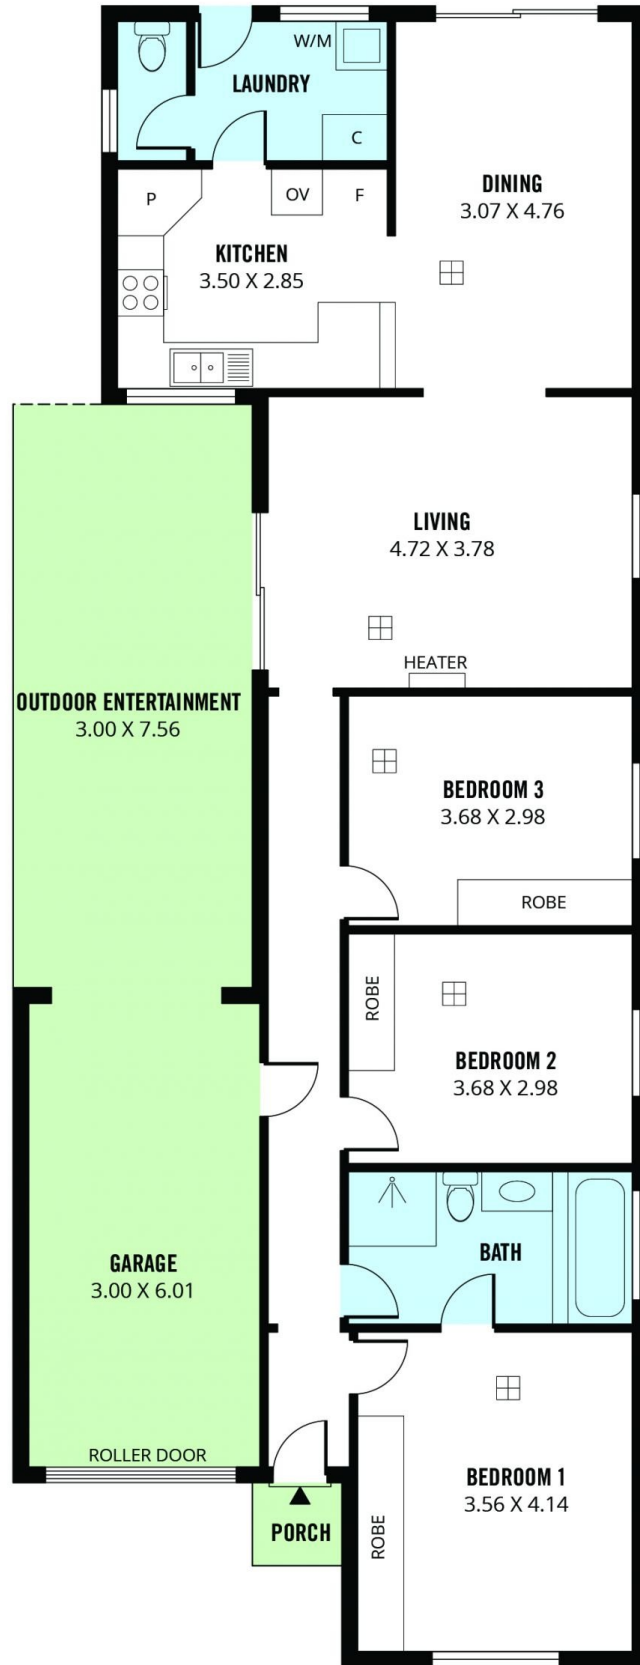 W/M
LAUNDRY
C
DINING
3.07 X 4.76
P
OV
F
KITCHEN
3.50 X 2.85
LIVING
4.72 X 3.78
HEATER
OUTDOOR ENTERTAINMENT
3.00 X 7.56
BEDROOM 3
3.68 X 2.98
ROBE
ROBE
BEDROOM 2
3.68 X 2.98
BATH
GARAGE
3.00 X 6.01
ROLLER DOOR
BEDROOM 1
3.56 X 4.14
PORCH
ROBE